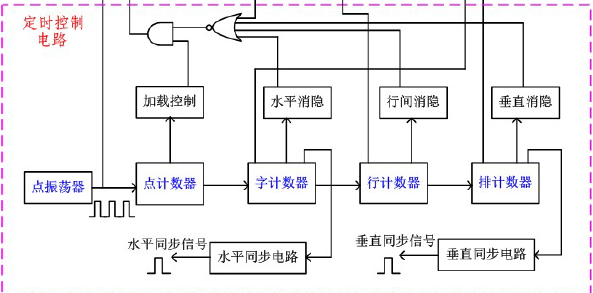 定时控制
电路
加载控制
水平消隐
行间消隐
垂直消隐
点振荡器
点计数器
字计数器
行计数器
排计数器
水平同步信号
水平同步电路
垂直同步信号
垂直同步电路